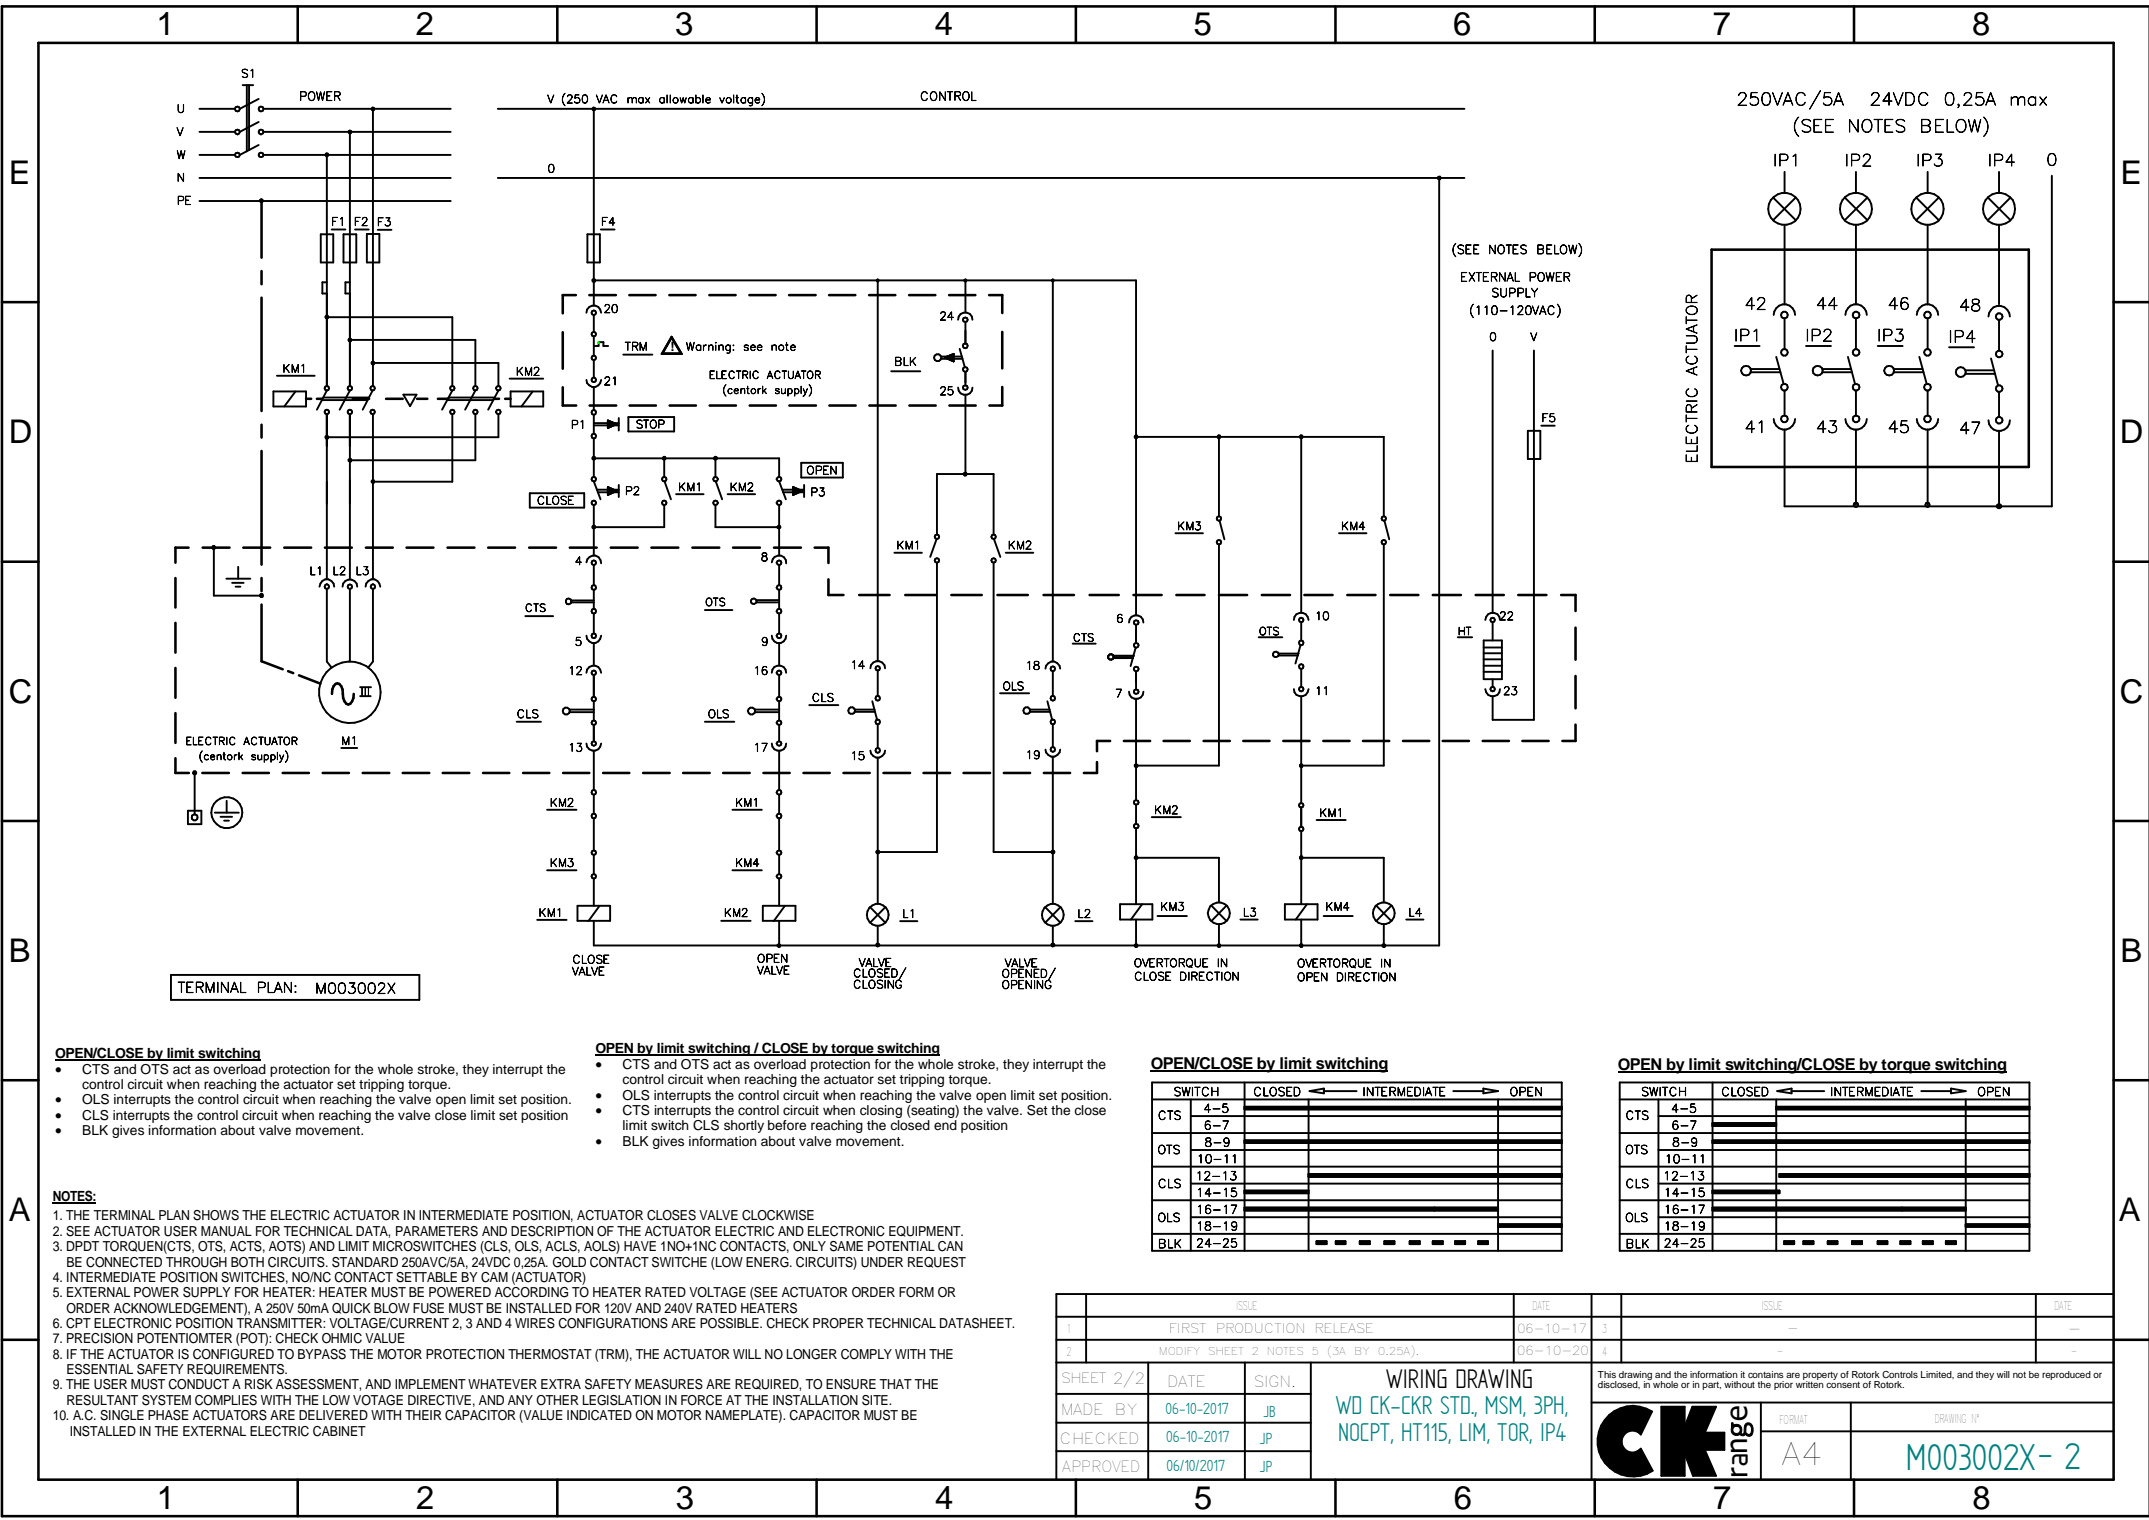 1 2 3 4 5 6 7 8
E
E
D
D
C
C
B
B
A
A
S1
POWER
U
V
W
N
PE
V (250 VAC max allowable voltage)
CONTROL
0
F1 F2 F3
F4
KM1
KM2
20
TRM
Warning: see note
21
ELECTRIC ACTUATOR
(centork supply)
24
BLK
25
P1
STOP
CLOSE
P2
KM1
KM2
OPEN
P3
KM1
KM2
KM3
KM4
L1 L2 L3
4
CTS
5
12
CLS
13
8
OTS
9
16
OLS
17
14
CLS
15
18
OLS
19
6
CTS
7
10
OTS
11
(SEE NOTES BELOW)
EXTERNAL POWER
SUPPLY
(110-120VAC)
0 V
F5
22
HT
23
M1
ELECTRIC ACTUATOR
(centork supply)
KM2
KM1
KM2
KM1
KM3
KM4
KM1
KM2
L1
L2
KM3
L3
KM4
L4
CLOSE
VALVE
OPEN
VALVE
VALVE
CLOSED/
CLOSING
VALVE
OPENED/
OPENING
OVERTORQUE IN
CLOSE DIRECTION
OVERTORQUE IN
OPEN DIRECTION
250VAC/5A 24VDC 0,25A max
(SEE NOTES BELOW)
IP1 IP2 IP3 IP4 0
ELECTRIC ACTUATOR
42 44 46 48
IP1 IP2 IP3 IP4
41 43 45 47
TERMINAL PLAN: M003002X
OPEN/CLOSE by limit switching
• CTS and OTS act as overload protection for the whole stroke, they interrupt the
control circuit when reaching the actuator set tripping torque.
• OLS interrupts the control circuit when reaching the valve open limit set position.
• CLS interrupts the control circuit when reaching the valve close limit set position
• BLK gives information about valve movement.
OPEN by limit switching / CLOSE by torque switching
• CTS and OTS act as overload protection for the whole stroke, they interrupt the
control circuit when reaching the actuator set tripping torque.
• OLS interrupts the control circuit when reaching the valve open limit set position.
• CTS interrupts the control circuit when closing (seating) the valve. Set the close
limit switch CLS shortly before reaching the closed end position
• BLK gives information about valve movement.
OPEN/CLOSE by limit switching
SWITCH CLOSED INTERMEDIATE OPEN
CTS 4-5
6-7
OTS 8-9
10-11
CLS 12-13
14-15
OLS 16-17
18-19
BLK 24-25
OPEN by limit switching/CLOSE by torque switching
SWITCH CLOSED INTERMEDIATE OPEN
CTS 4-5
6-7
OTS 8-9
10-11
CLS 12-13
14-15
OLS 16-17
18-19
BLK 24-25
NOTES:
1. THE TERMINAL PLAN SHOWS THE ELECTRIC ACTUATOR IN INTERMEDIATE POSITION, ACTUATOR CLOSES VALVE CLOCKWISE
2. SEE ACTUATOR USER MANUAL FOR TECHNICAL DATA, PARAMETERS AND DESCRIPTION OF THE ACTUATOR ELECTRIC AND ELECTRONIC EQUIPMENT.
3. DPDT TORQUEN(CTS, OTS, ACTS, AOTS) AND LIMIT MICROSWITCHES (CLS, OLS, ACLS, AOLS) HAVE 1NO+1NC CONTACTS, ONLY SAME POTENTIAL CAN
BE CONNECTED THROUGH BOTH CIRCUITS. STANDARD 250AVC/5A, 24VDC 0,25A. GOLD CONTACT SWITCHE (LOW ENERG. CIRCUITS) UNDER REQUEST
4. INTERMEDIATE POSITION SWITCHES, NO/NC CONTACT SETTABLE BY CAM (ACTUATOR)
5. EXTERNAL POWER SUPPLY FOR HEATER: HEATER MUST BE POWERED ACCORDING TO HEATER RATED VOLTAGE (SEE ACTUATOR ORDER FORM OR
ORDER ACKNOWLEDGEMENT), A 250V 50mA QUICK BLOW FUSE MUST BE INSTALLED FOR 120V AND 240V RATED HEATERS
6. CPT ELECTRONIC POSITION TRANSMITTER: VOLTAGE/CURRENT 2, 3 AND 4 WIRES CONFIGURATIONS ARE POSSIBLE. CHECK PROPER TECHNICAL DATASHEET.
7. PRECISION POTENTIOMTER (POT): CHECK OHMIC VALUE
8. IF THE ACTUATOR IS CONFIGURED TO BYPASS THE MOTOR PROTECTION THERMOSTAT (TRM), THE ACTUATOR WILL NO LONGER COMPLY WITH THE
ESSENTIAL SAFETY REQUIREMENTS.
9. THE USER MUST CONDUCT A RISK ASSESSMENT, AND IMPLEMENT WHATEVER EXTRA SAFETY MEASURES ARE REQUIRED, TO ENSURE THAT THE
RESULTANT SYSTEM COMPLIES WITH THE LOW VOTAGE DIRECTIVE, AND ANY OTHER LEGISLATION IN FORCE AT THE INSTALLATION SITE.
10. A.C. SINGLE PHASE ACTUATORS ARE DELIVERED WITH THEIR CAPACITOR (VALUE INDICATED ON MOTOR NAMEPLATE). CAPACITOR MUST BE
INSTALLED IN THE EXTERNAL ELECTRIC CABINET
ISSUE DATE ISSUE DATE
1 FIRST PRODUCTION RELEASE 06-10-17 3 - -
2 MODIFY SHEET 2 NOTES 5 (3A BY 0.25A). 06-10-20 4 - -
SHEET 2/2 DATE SIGN.
MADE BY 06-10-2017 JB
CHECKED 06-10-2017 JP
APPROVED 06/10/2017 JP
WIRING DRAWING
WD CK-CKR STD., MSM, 3PH,
NOCPT, HT115, LIM, TOR, IP4
This drawing and the information it contains are property of Rotork Controls Limited, and they will not be reproduced or
disclosed, in whole or in part, without the prior written consent of Rotork.
CK range
FORMAT
A4
DRAWING Nº
M003002X- 2
1 2 3 4 5 6 7 8